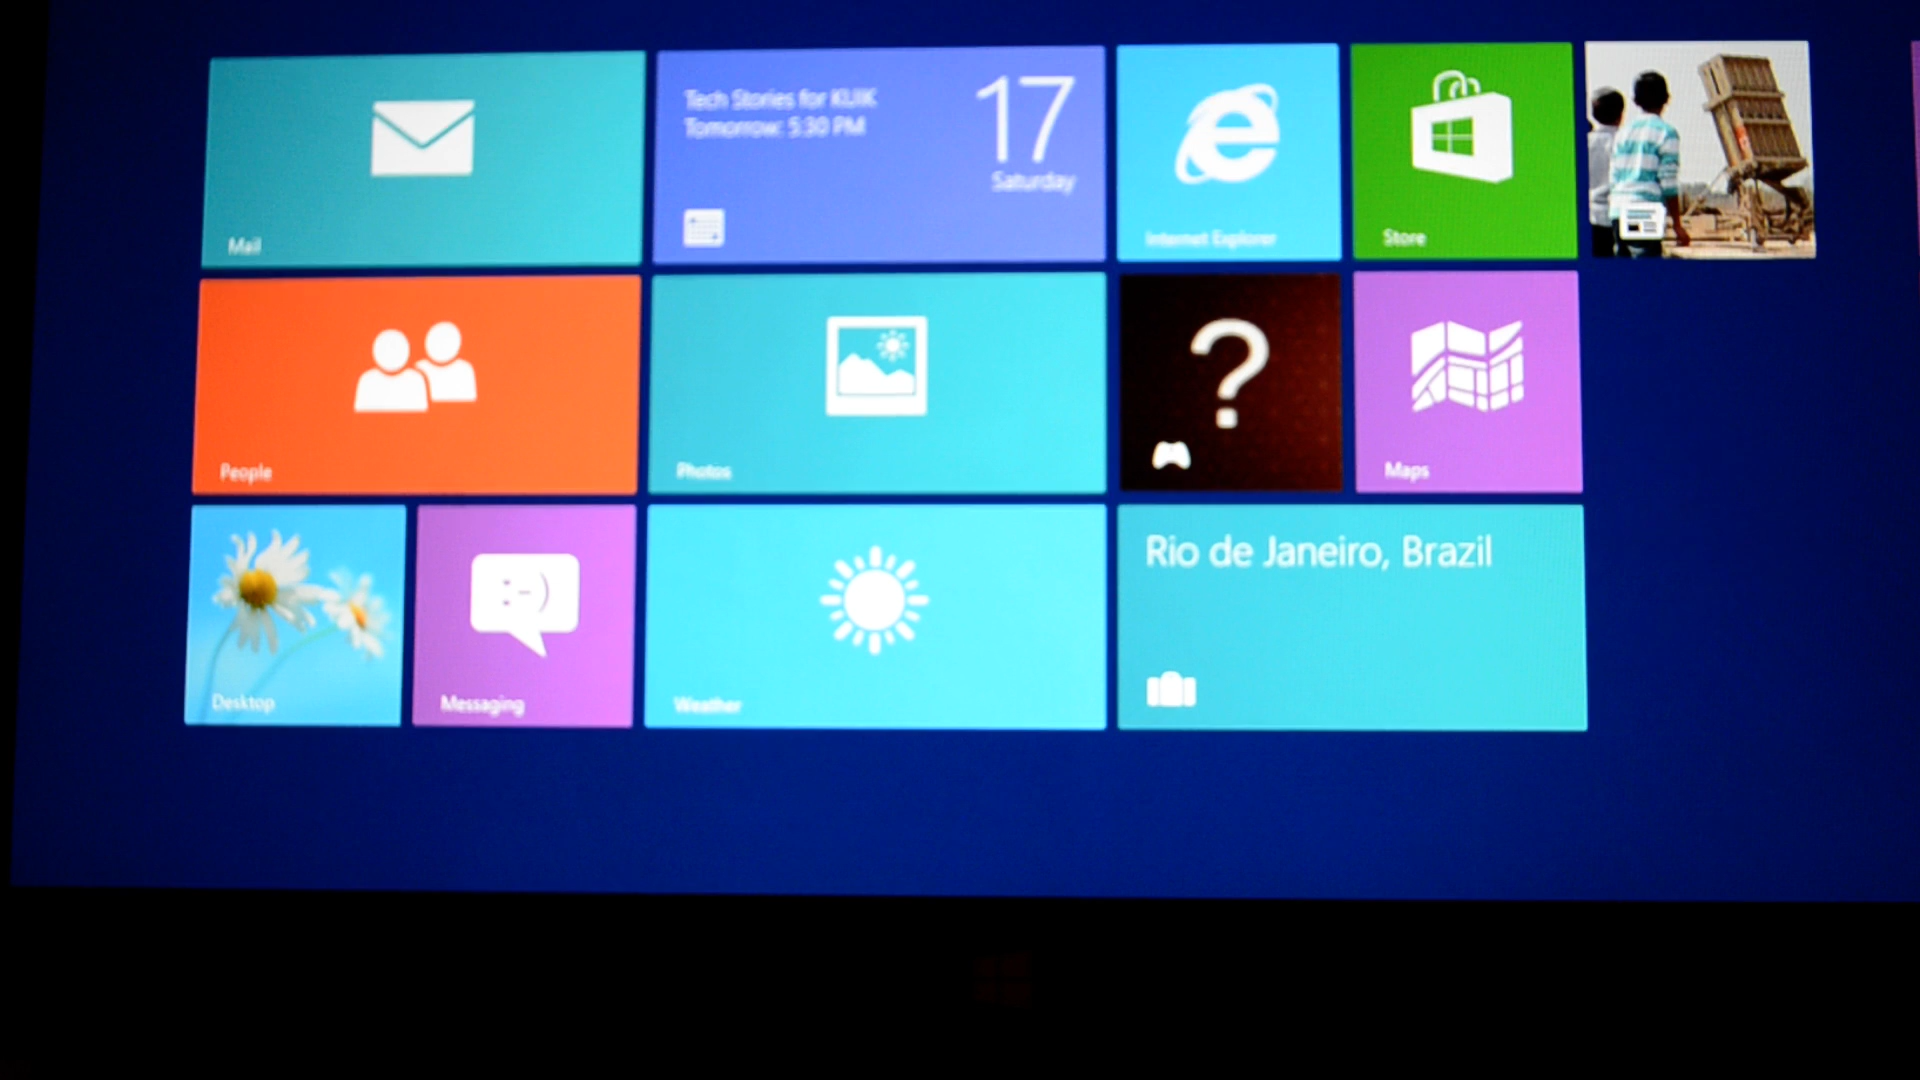 Mail
Tech Stories for KLIK
Tomorrow: 5:30 PM
17
Saturday
Internet Explorer
Store
People
Photos
?
Maps
Desktop
:-)
Messaging
Weather
Rio de Janeiro, Brazil